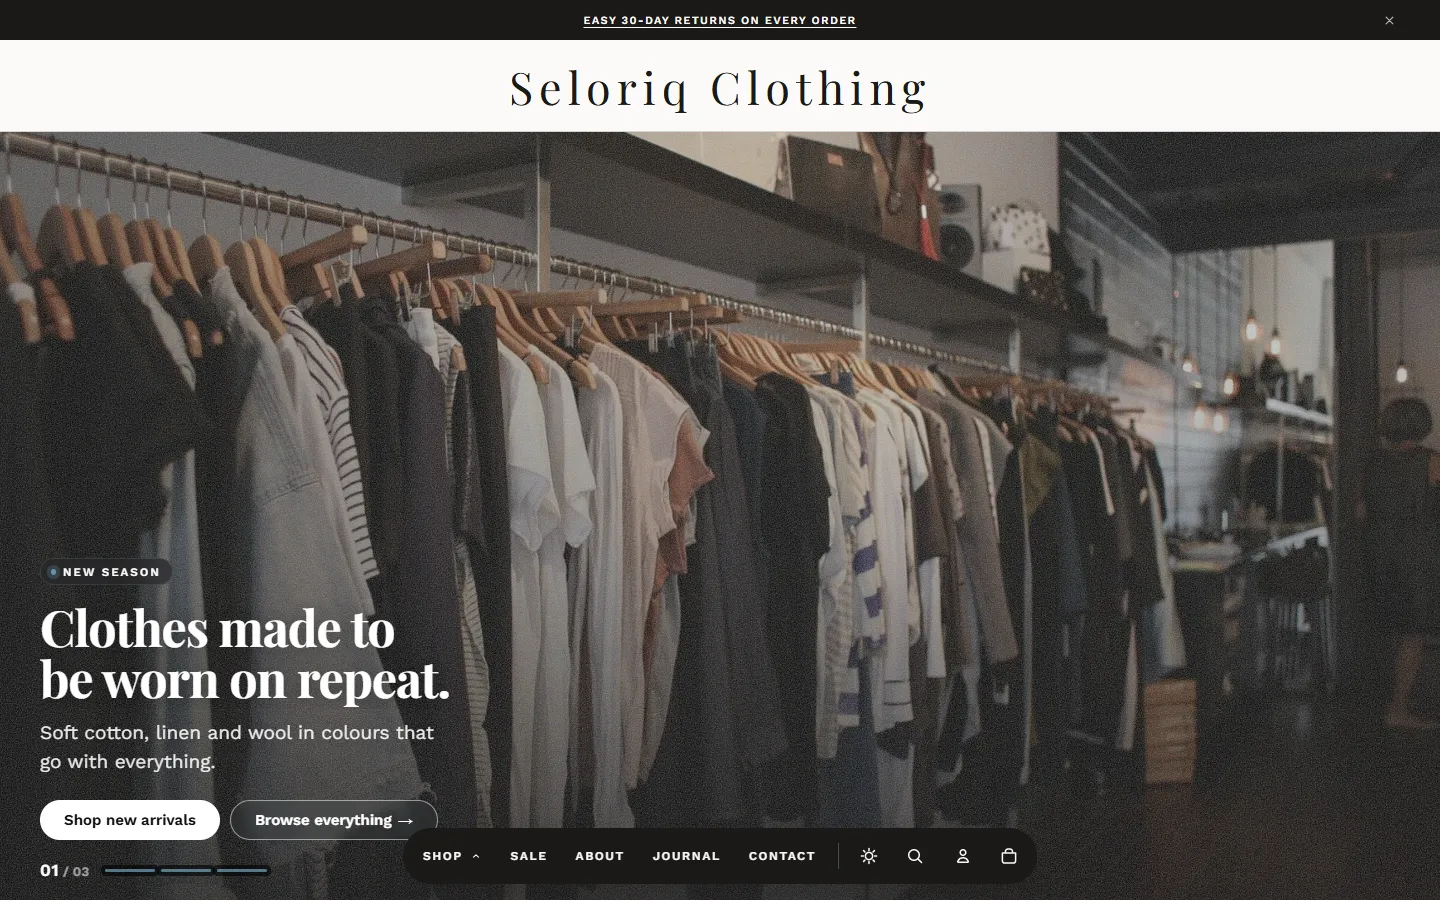 EASY 30-DAY RETURNS ON EVERY ORDER
Seloriq Clothing
NEW SEASON
Clothes made to
be worn on repeat.
Soft cotton, linen and wool in colours that
go with everything.
Shop new arrivals
Browse everything →
01 / 03
SHOP
SALE
ABOUT
JOURNAL
CONTACT